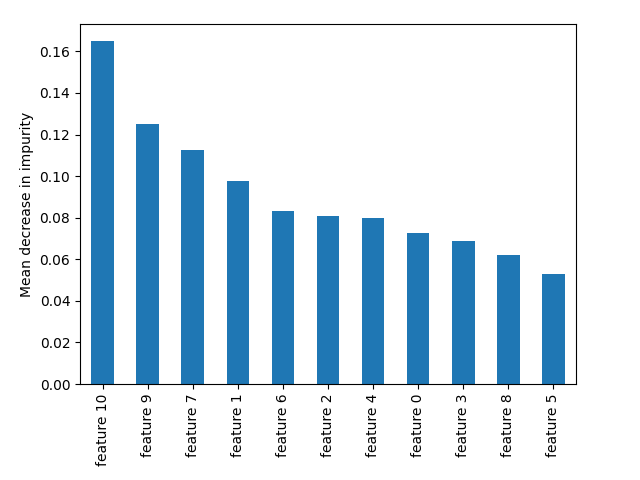 0.16
0.14
0.12
0.10
0.08
0.06
0.04
0.02
0.00
Mean decrease in impurity
feature 10
feature 9
feature 7
feature 1
feature 6
feature 2
feature 4
feature 0
feature 3
feature 8
feature 5